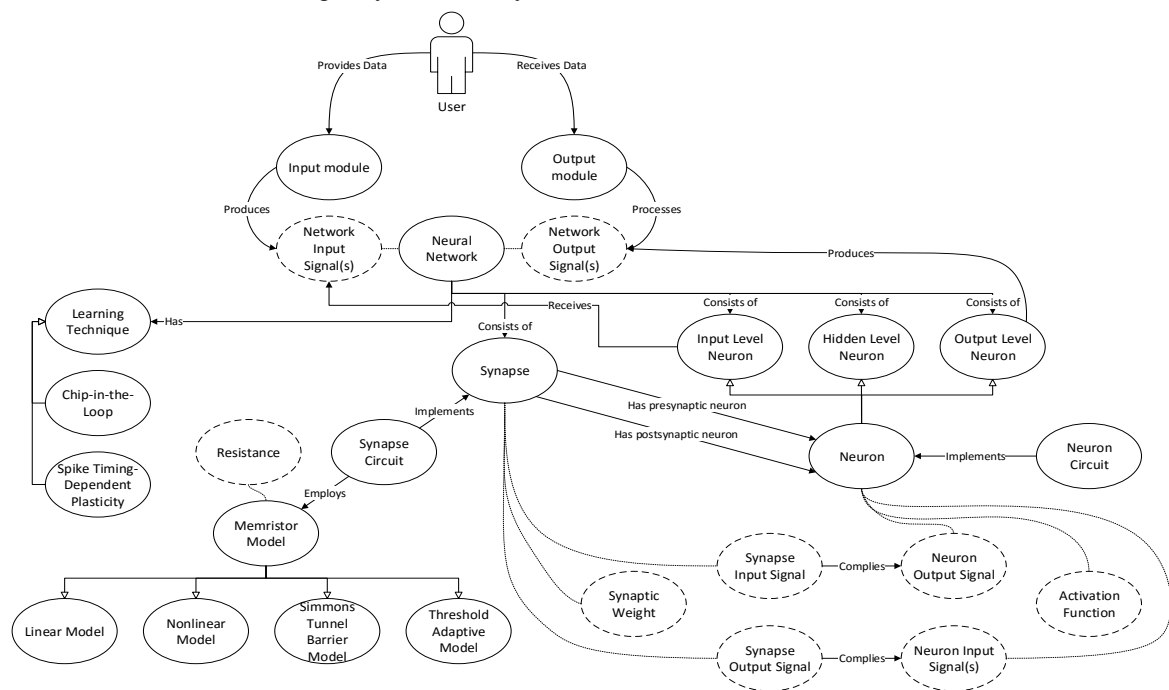 Provides Data
Receives Data
User
Input module
Output
module
Produces
Processes
Network
Input
Signal(s)
Neural
Network
Network
Output
Signal(s)
Produces
Learning
Technique
Has
Receives
Consists of
Consists of
Consists of
Consists of
Input Level
Neuron
Hidden Level
Neuron
Output Level
Neuron
Synapse
Chip-in-the-
Loop
Implements
Has presynaptic neuron
Has postsynaptic neuron
Resistance
Synapse
Circuit
Neuron
Implements
Neuron
Circuit
Spike Timing-
Dependent
Plasticity
Employs
Memristor
Model
Synapse
Input Signal
Complies
Neuron
Output Signal
Synaptic
Weight
Activation
Function
Linear Model
Nonlinear
Model
Simmons
Tunnel
Barrier
Model
Threshold
Adaptive
Model
Synapse
Output Signal
Complies
Neuron Input
Signal(s)